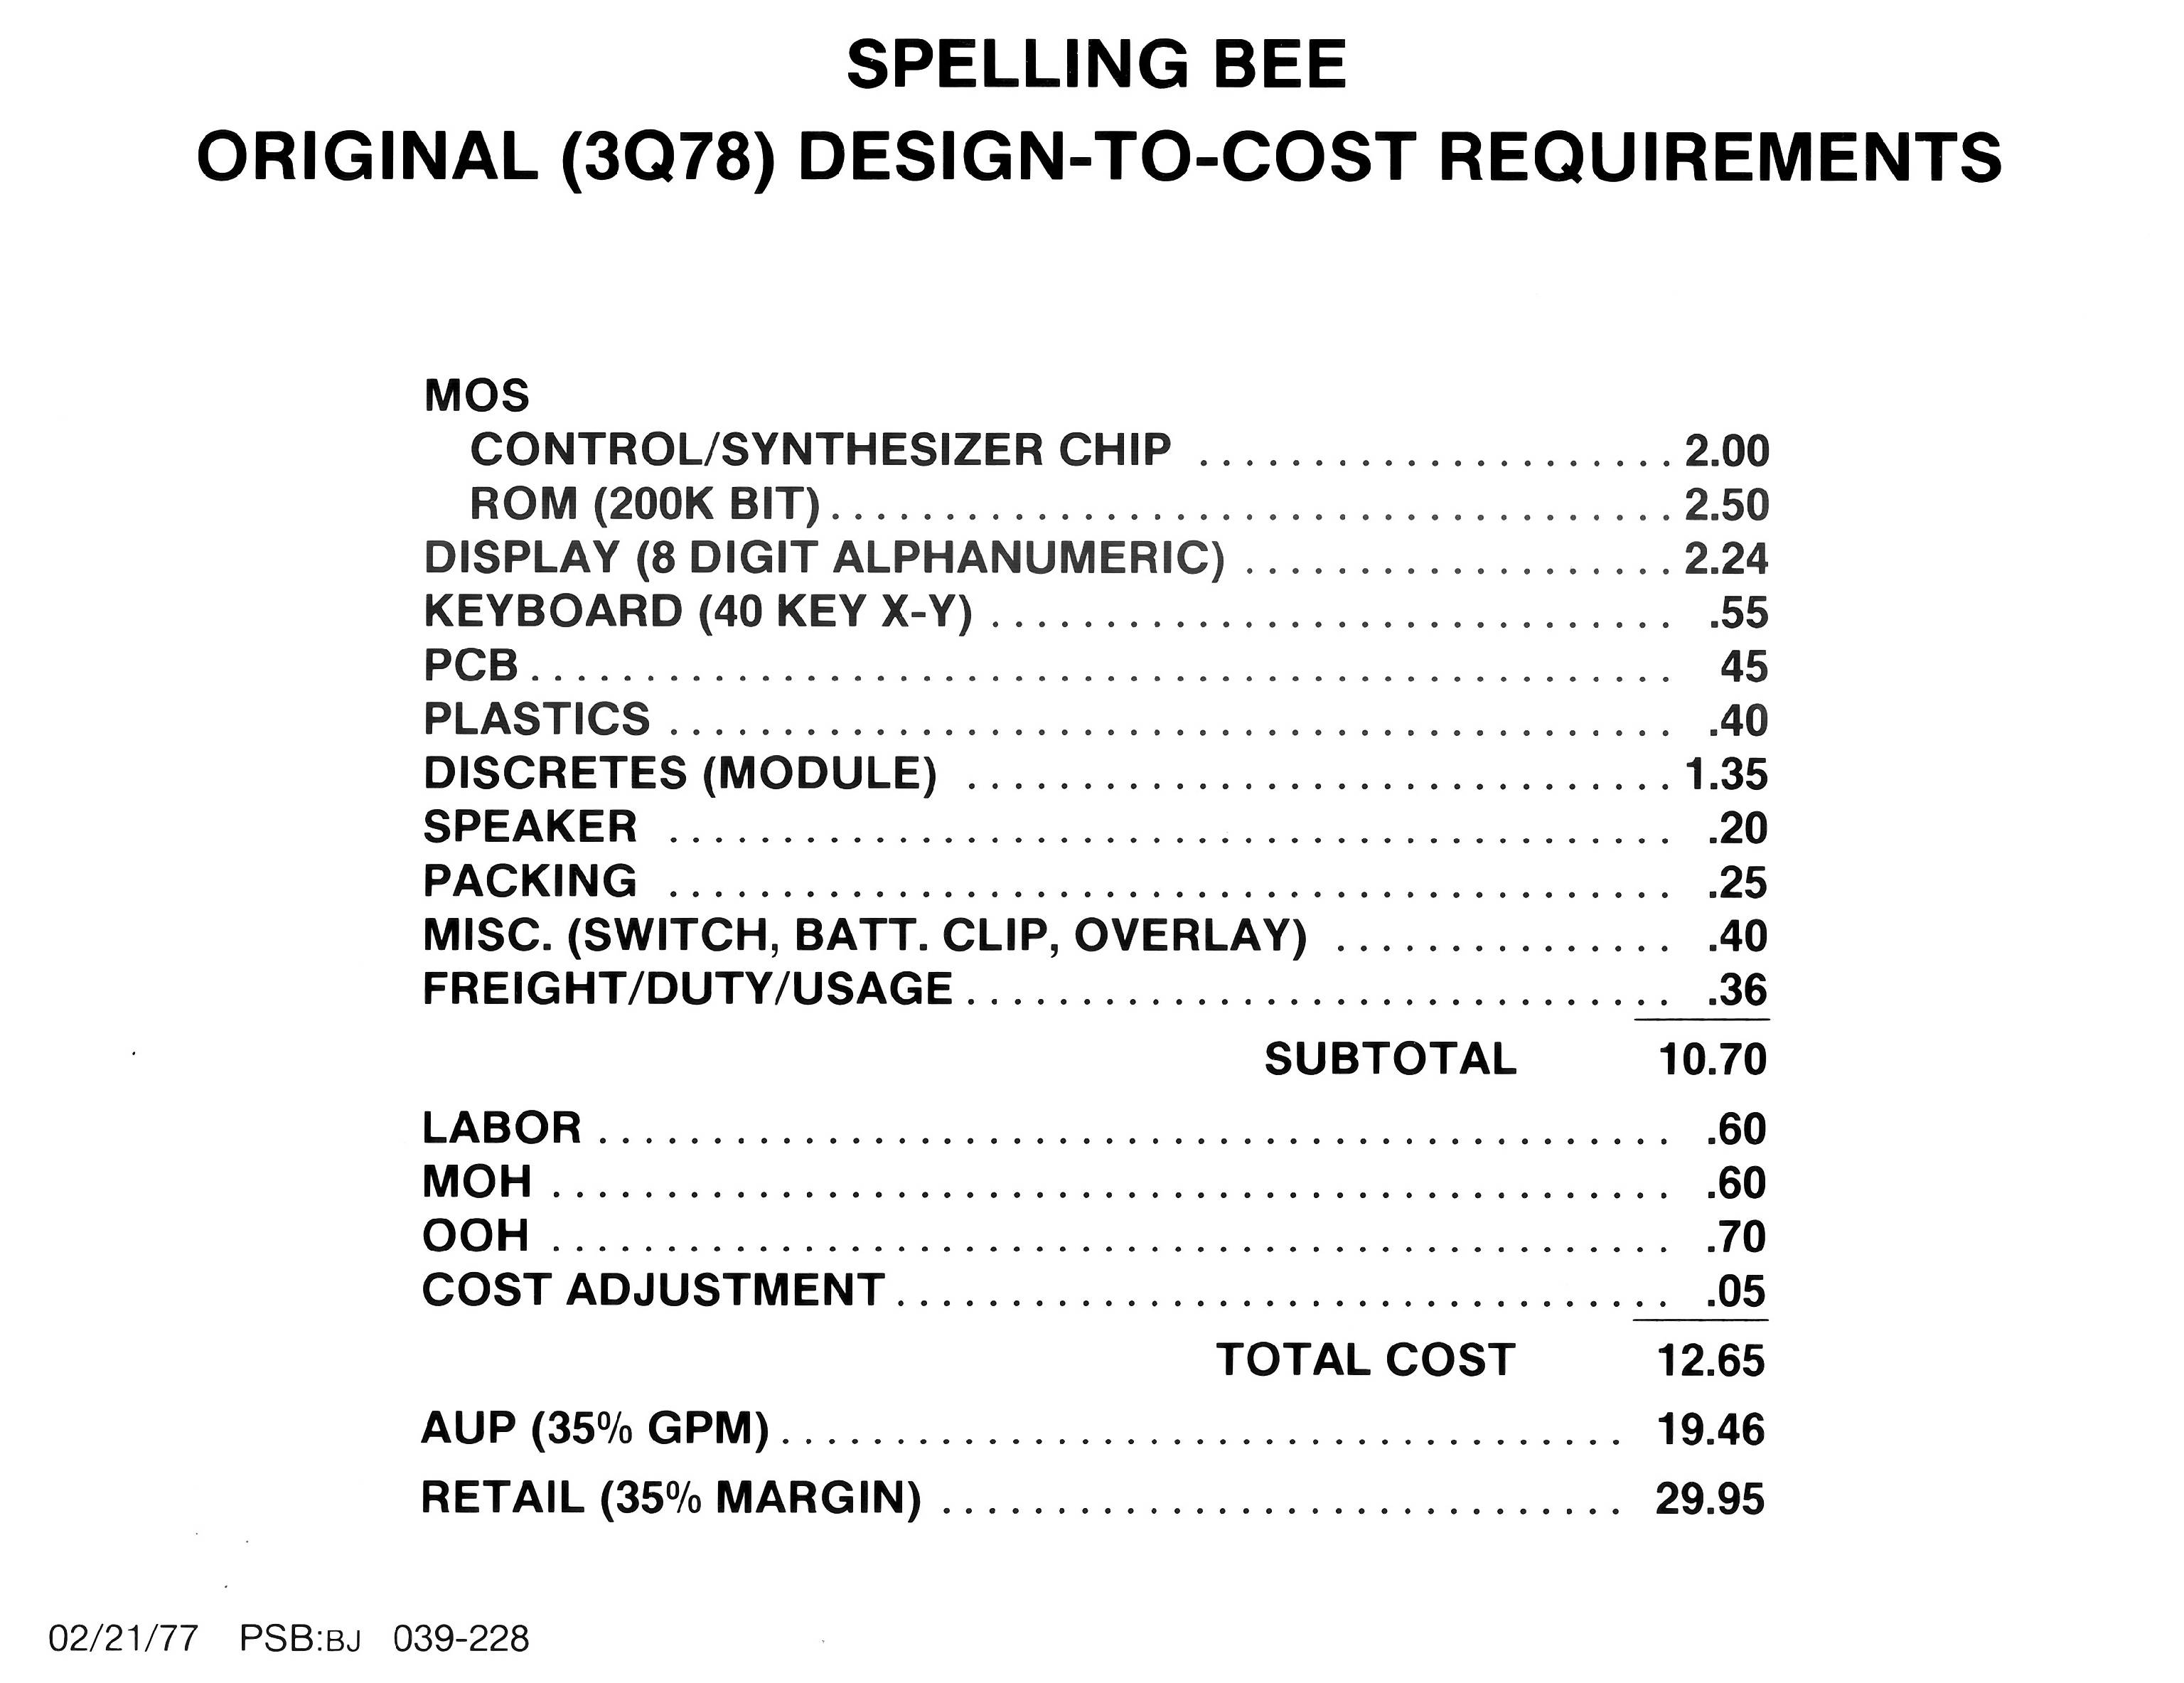 SPELLING BEE
ORIGINAL (3Q78) DESIGN-TO-COST REQUIREMENTS
MOS
CONTROL/SYNTHESIZER CHIP ..................... 2.00
ROM (200K BIT)..................................... 2.50
DISPLAY (8 DIGIT ALPHANUMERIC) ................... 2.24
KEYBOARD (40 KEY X-Y) .............................. .55
PCB.................................................. 45
PLASTICS ............................................ .40
DISCRETES (MODULE) ............................... 1.35
SPEAKER ............................................ .20
PACKING ............................................ .25
MISC. (SWITCH, BATT. CLIP, OVERLAY) ............... .40
FREIGHT/DUTY/USAGE............................... .36
SUBTOTAL 10.70
LABOR ............................................... .60
MOH ................................................. .60
OOH ................................................. .70
COST ADJUSTMENT.................................. .05
TOTAL COST 12.65
AUP (35% GPM)..................................... 19.46
RETAIL (35% MARGIN) .............................. 29.95
02/21/77 PSB:BJ 039-228